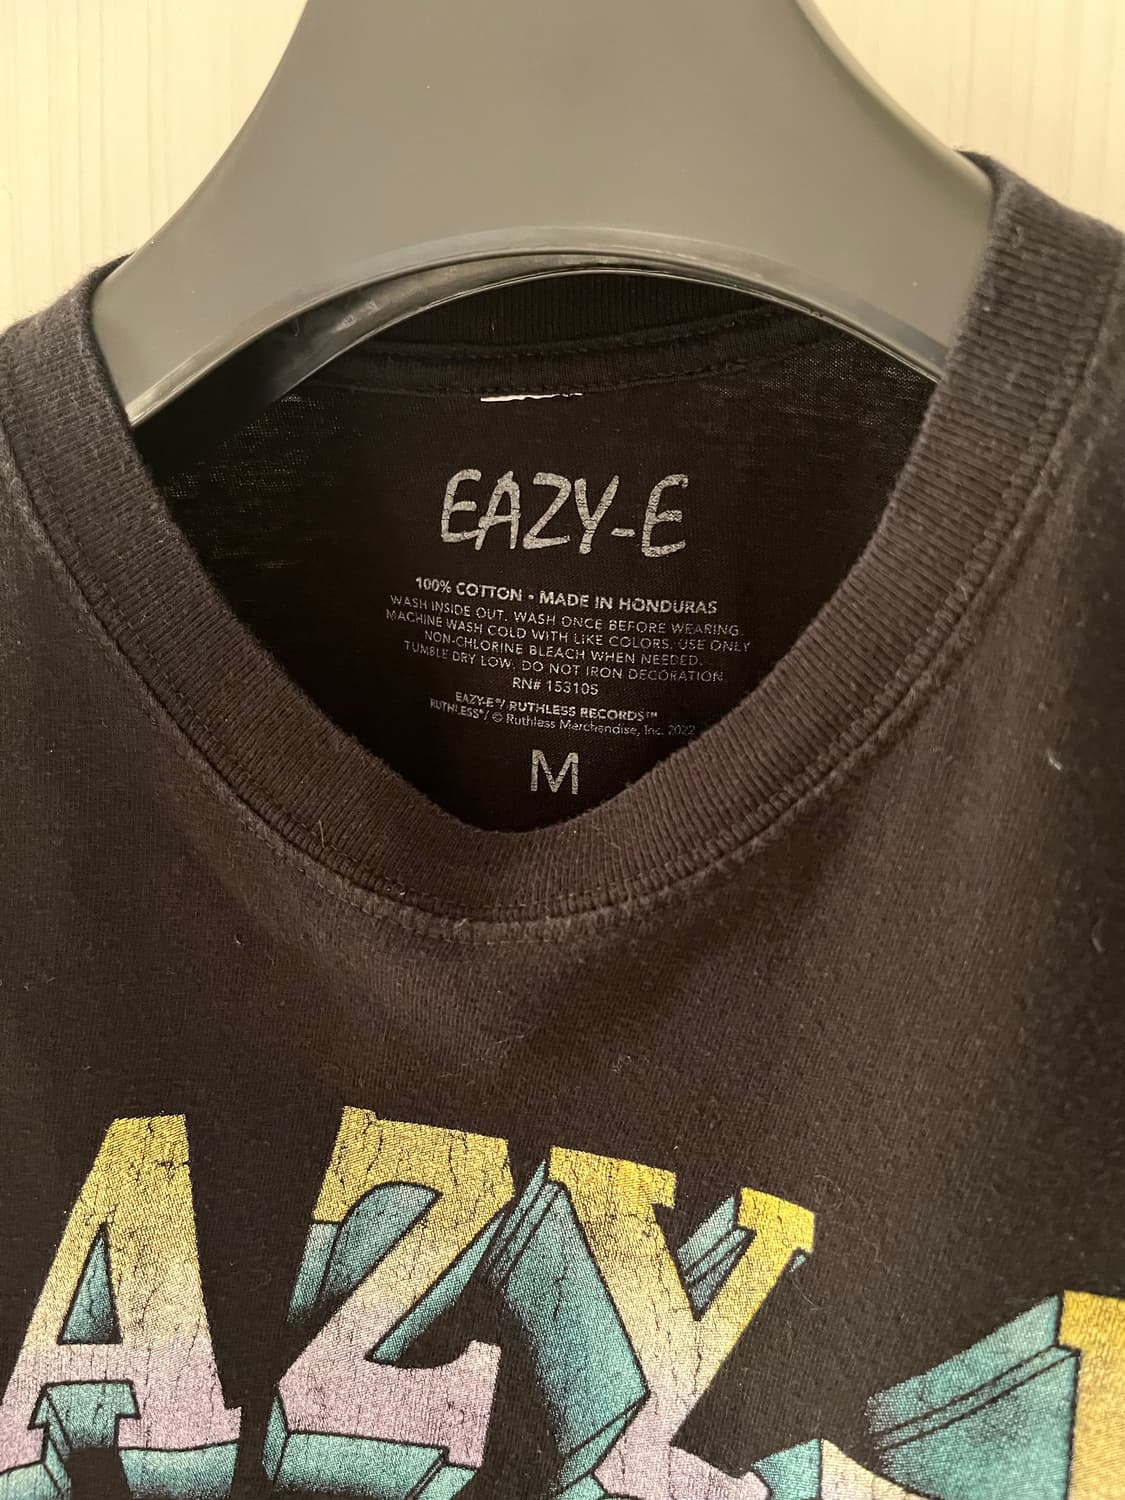 EAZY-E
100% COTTON • MADE IN HONDURAS
WASH INSIDE OUT. WASH ONCE BEFORE WEARING.
MACHINE WASH COLD WITH LIKE COLORS. USE ONLY
NON-CHLORINE BLEACH WHEN NEEDED.
TUMBLE DRY LOW. DO NOT IRON DECORATION
RN# 153105
EAZY-E®/ RUTHLESS RECORDS™
RUTHLESS®/ © Ruthless Merchandise, Inc. 2022
M
AZY-